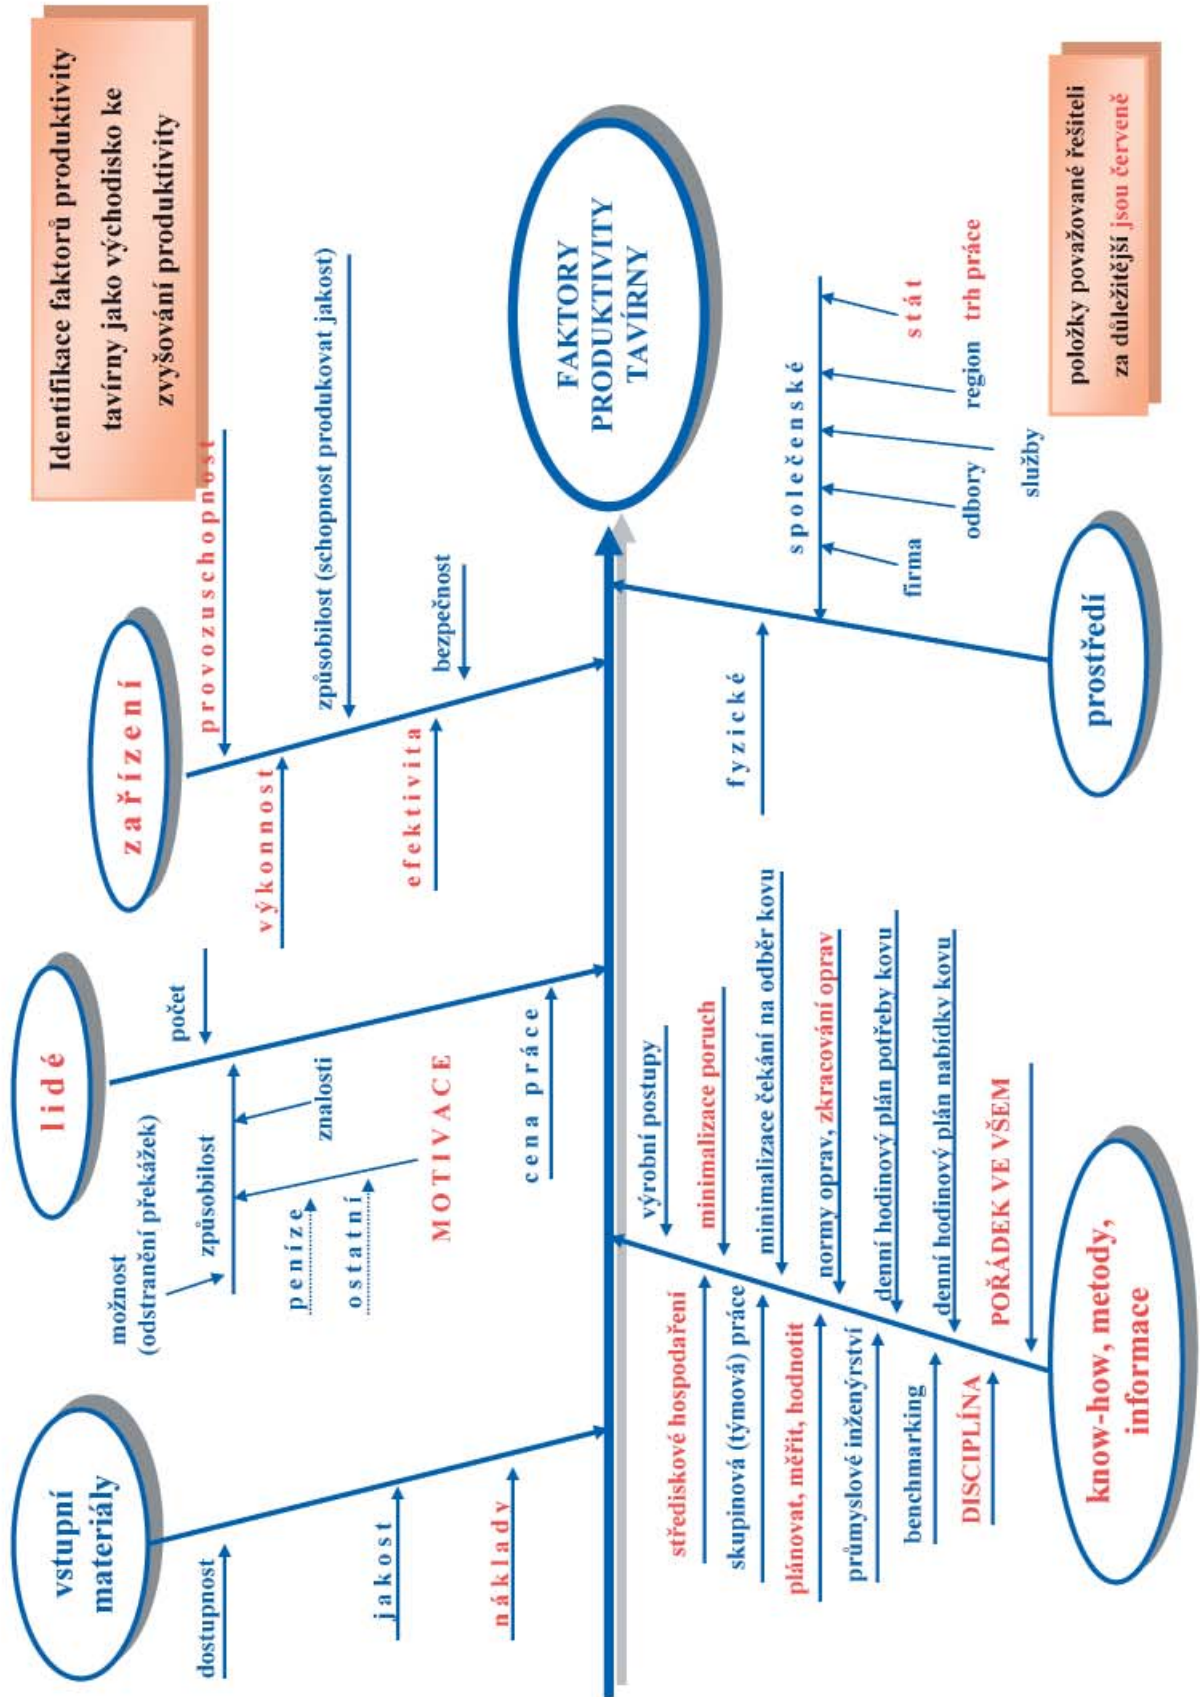 Identifikace faktorů produktivity
tavírny jako východisko ke
zvyšování produktivity
vstupní
materiály
dostupnost
jakost
náklady
lidé
počet
možnost
(odstranění překážek)
způsobilost
znalosti
peníze
ostatní
MOTIVACE
cena práce
zařízení
provozuschopnost
výkonnost
způsobilost (schopnost produkovat jakost)
efektivita
bezpečnost
FAKTORY
PRODUKTIVITY
TAVÍRNY
výrobní postupy
střediskové hospodaření
minimalizace poruch
skupinová (týmová) práce
minimalizace čekání na odběr kovu
plánovat, měřit, hodnotit
normy oprav, zkracování oprav
průmyslové inženýrství
denní hodinový plán potřeby kovu
benchmarking
denní hodinový plán nabídky kovu
DISCIPLÍNA
POŘÁDEK VE VŠEM
know-how, metody,
informace
fyzické
společenské
firma
odbory
služby
region
stát
trh práce
prostředí
položky považované řešiteli
za důležitější jsou červeně